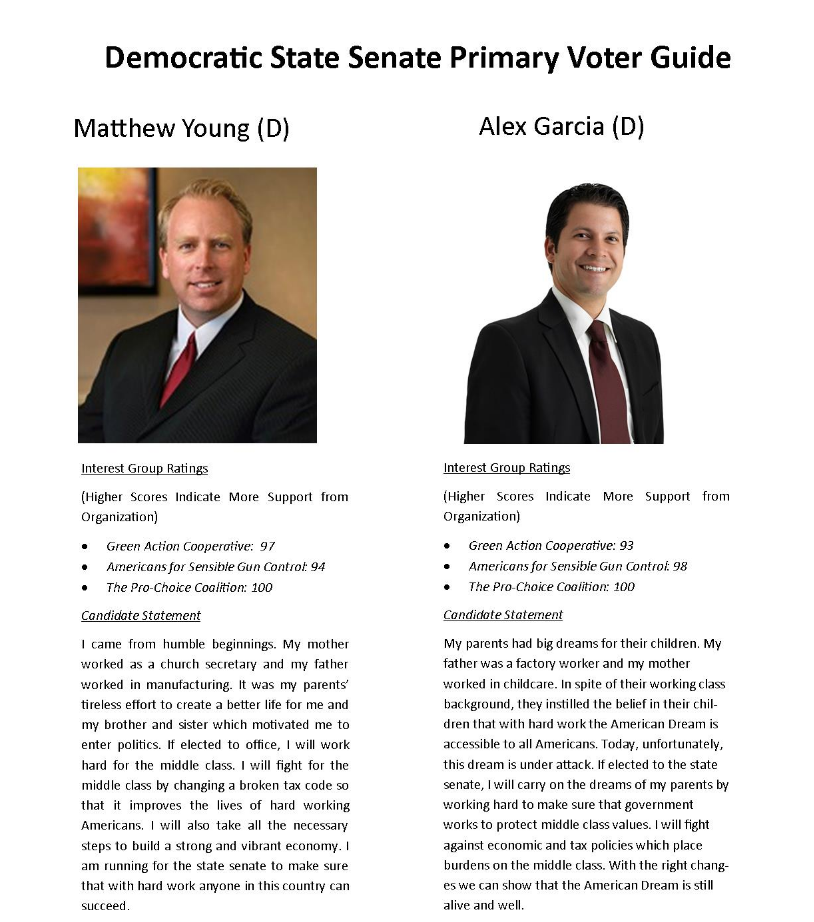 Democratic State Senate Primary Voter Guide
Matthew Young (D)
Interest Group Ratings
(Higher Scores Indicate More Support from
Organization)
• Green Action Cooperative: 97
• Americans for Sensible Gun Control: 94
• The Pro-Choice Coalition: 100
Candidate Statement
I came from humble beginnings. My mother
worked as a church secretary and my father
worked in manufacturing. It was my parents’
tireless effort to create a better life for me and
my brother and sister which motivated me to
enter politics. If elected to office, I will work
hard for the middle class. I will fight for the
middle class by changing a broken tax code so
that it improves the lives of hard working
Americans. I will also take all the necessary
steps to build a strong and vibrant economy. I
am running for the state senate to make sure
that with hard work anyone in this country can
succeed.
Alex Garcia (D)
Interest Group Ratings
(Higher Scores Indicate More Support from
Organization)
• Green Action Cooperative: 93
• Americans for Sensible Gun Control: 98
• The Pro-Choice Coalition: 100
Candidate Statement
My parents had big dreams for their children. My
father was a factory worker and my mother
worked in childcare. In spite of their working class
background, they instilled the belief in their chil-
dren that with hard work the American Dream is
accessible to all Americans. Today, unfortunately,
this dream is under attack. If elected to the state
senate, I will carry on the dreams of my parents by
working hard to make sure that government
works to protect middle class values. I will fight
against economic and tax policies which place
burdens on the middle class. With the right chang-
es we can show that the American Dream is still
alive and well.